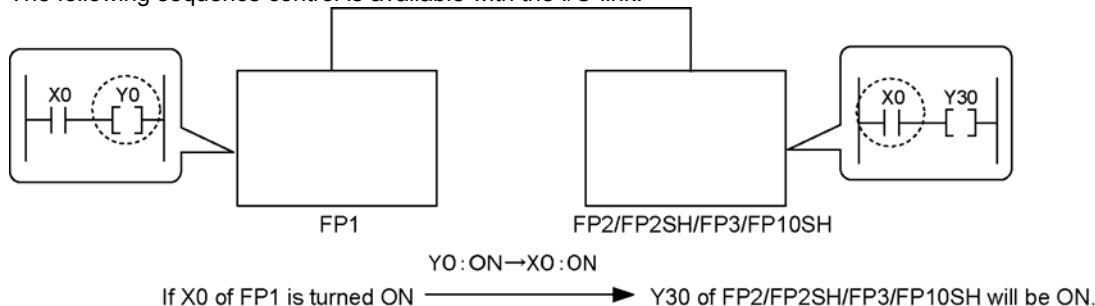 The following sequence control is available with the I/O link.
X0 Y0
X0 Y30
FP1
FP2/FP2SH/FP3/FP10SH
Y0:ON→X0:ON
If X0 of FP1 is turned ON
Y30 of FP2/FP2SH/FP3/FP10SH will be ON.